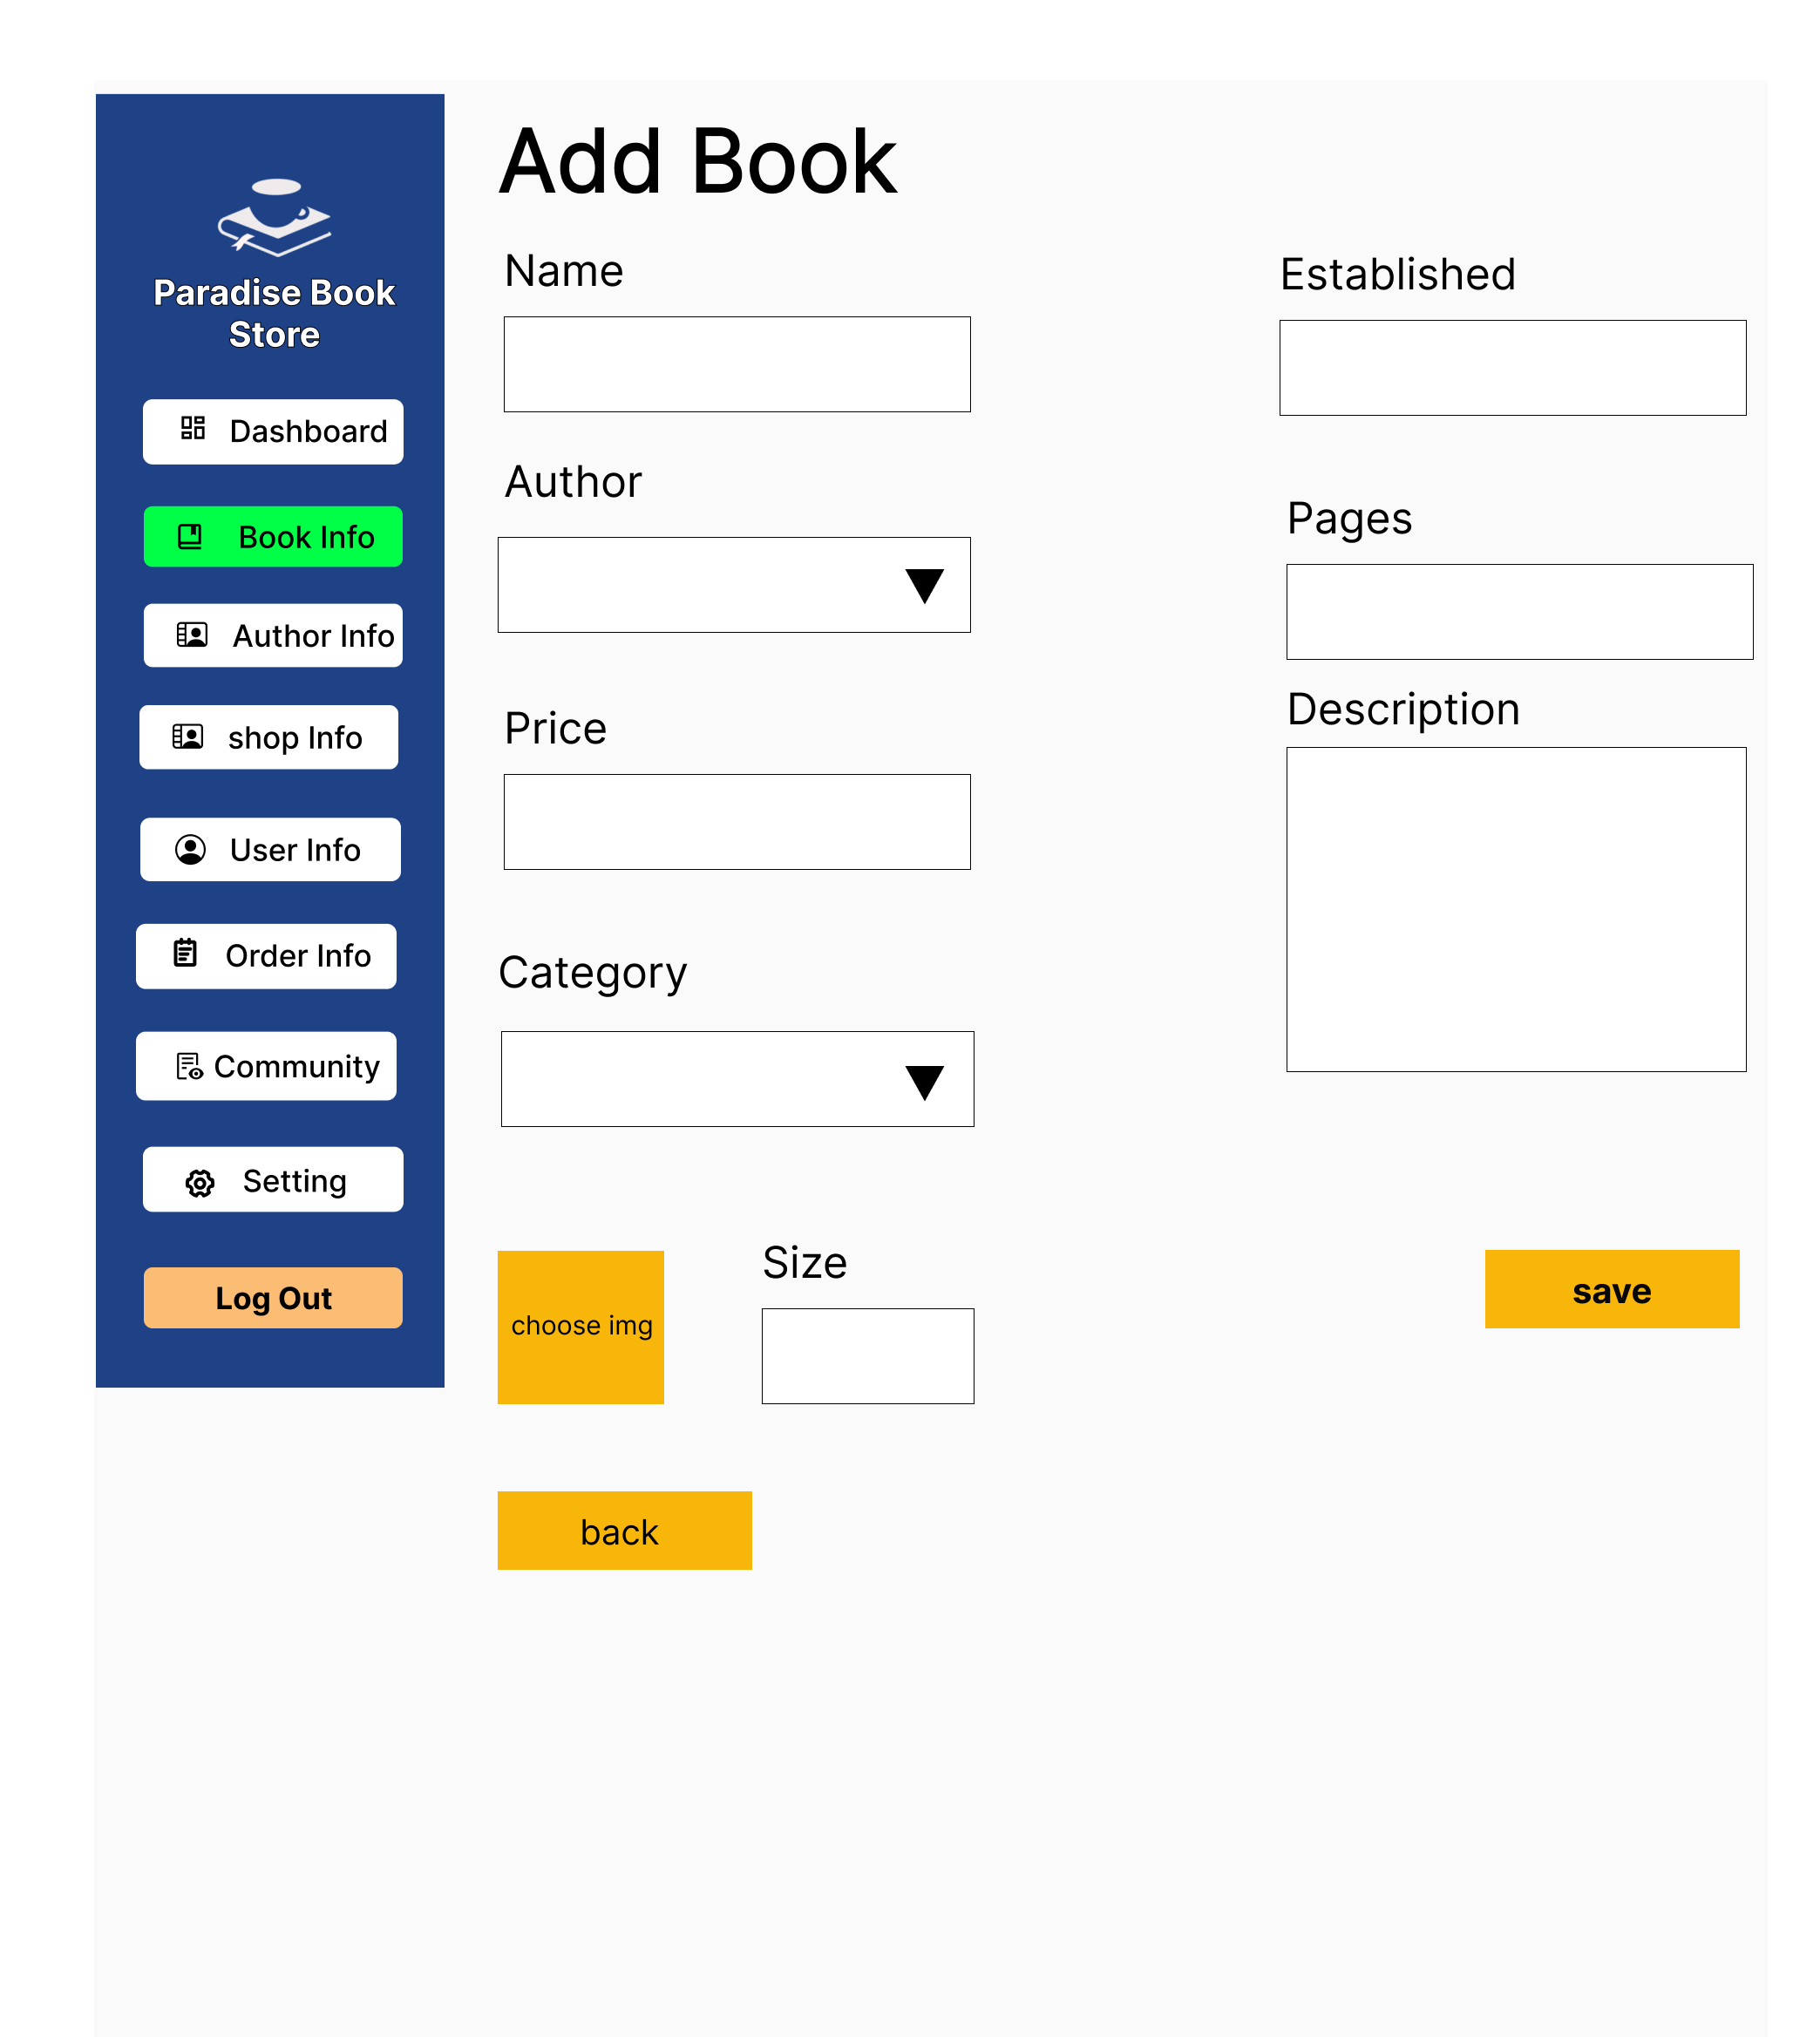 Paradise Book
Store
Dashboard
Book Info
Author Info
shop Info
User Info
Order Info
Community
Setting
Log Out
Add Book
Name
Author
Price
Category
choose img
Size
back
Established
Pages
Description
save